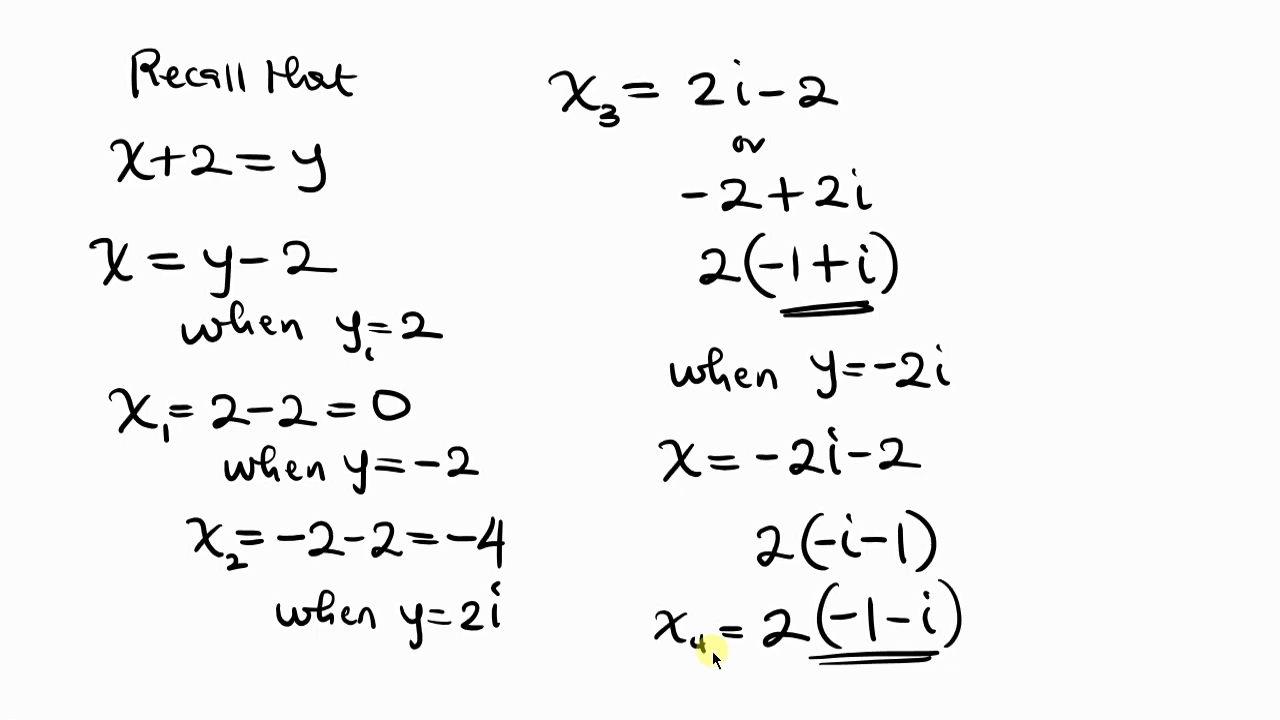 Recall that
x+2=y
x=y-2
when y₁=2
x₁=2-2=0
when y=-2
x₂=-2-2=-4
when y=2i
x₃=2i-2
or
-2+2i
2(-1+i)
when y=-2i
x=-2i-2
2(-i-1)
x₄=2(-1-i)